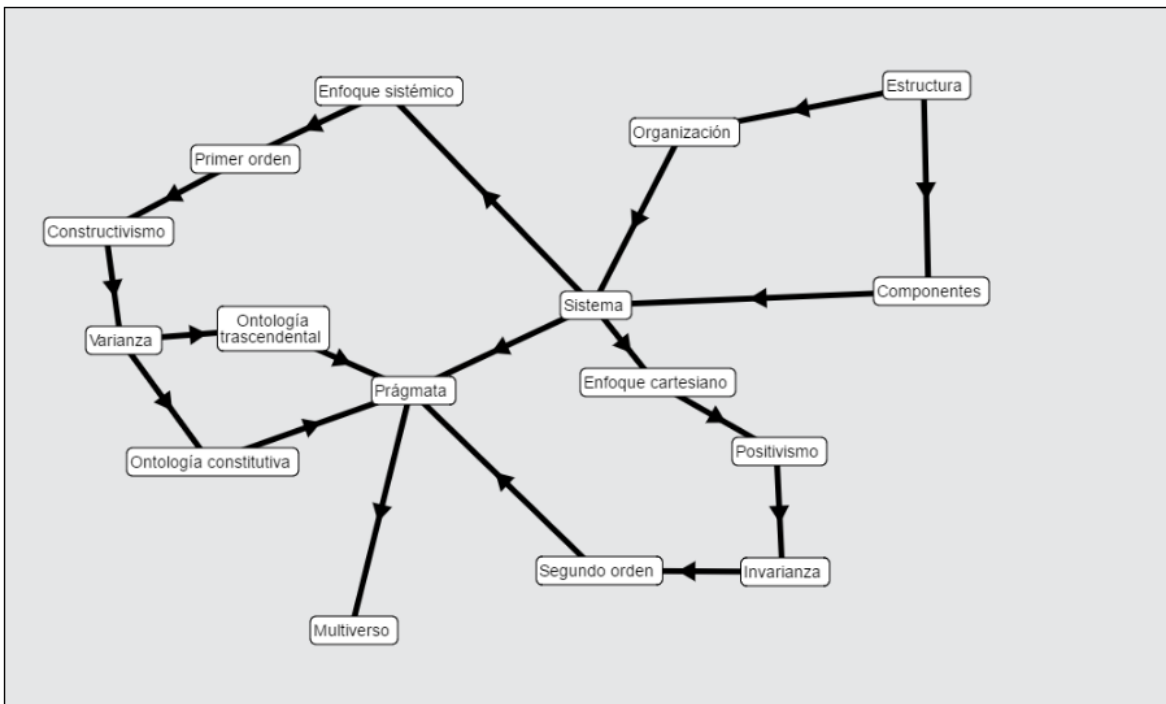 Estructura
Enfoque sistémico
Organización
Primer orden
Constructivismo
Componentes
Sistema
Ontología
trascendental
Varianza
Enfoque cartesiano
Prágmata
Positivismo
Ontología constitutiva
Segundo orden
Invarianza
Multiverso